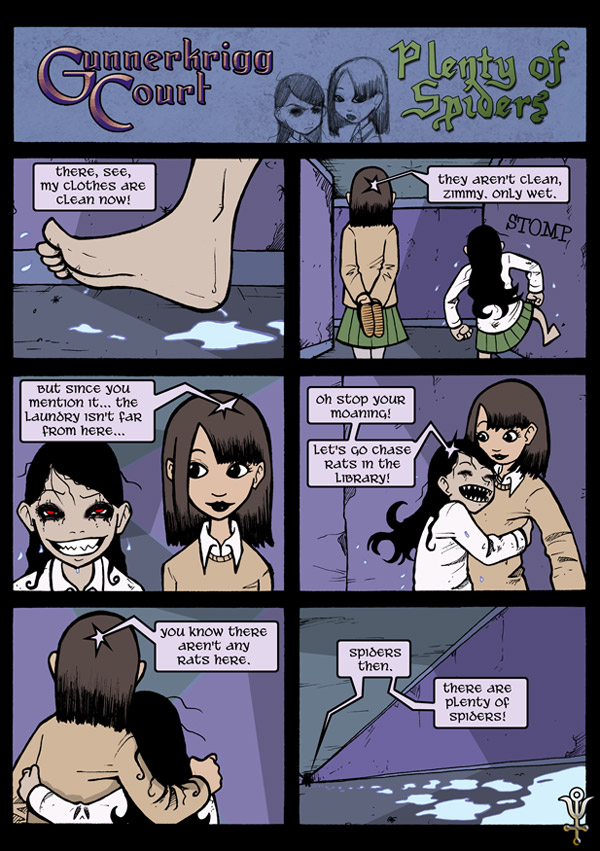 Gunnerkrigg
Court
Plenty of
Spiders
There, see,
my clothes are
clean now!
They aren't clean,
Zimmy. Only wet.
STOMP
But since you
mention it... the
laundry isn't far
from here...
Oh stop your
moaning!
Let's go chase
rats in the
library!
You know there
aren't any
rats here.
Spiders
then.
There are
plenty of
spiders!